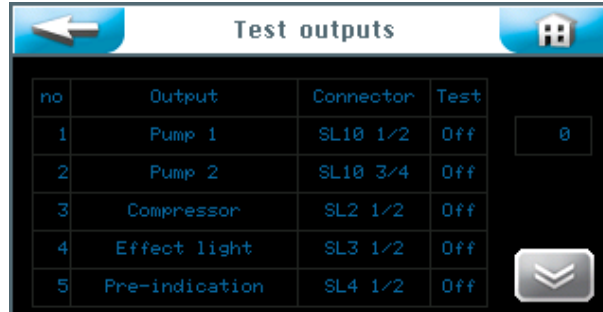 Test outputs
no Output Connector Test
1 Pump 1 SL10 1/2 Off 0
2 Pump 2 SL10 3/4 Off
3 Compressor SL2 1/2 Off
4 Effect light SL3 1/2 Off
5 Pre-indication SL4 1/2 Off